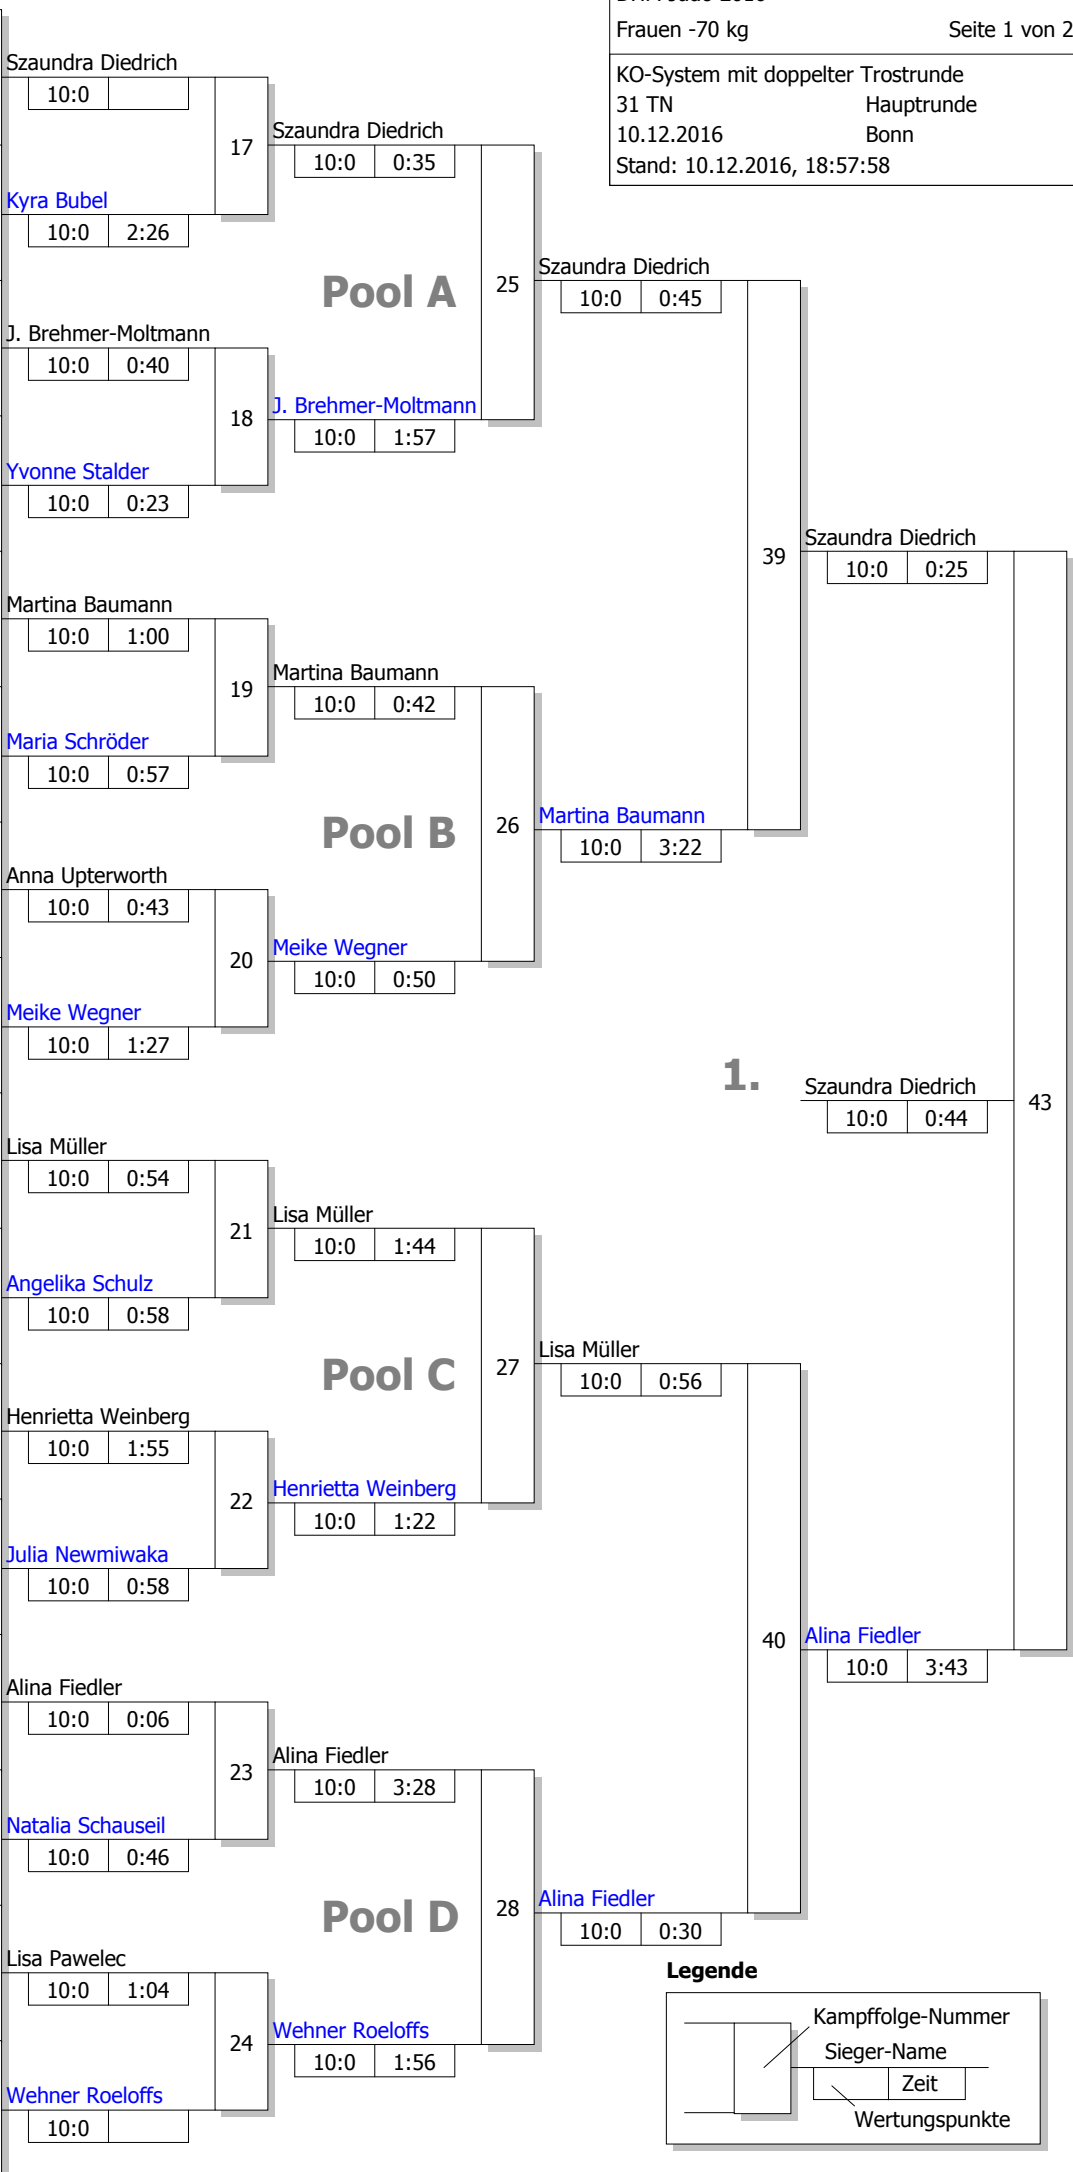 Frauen -70 kg Seite 1 von 2
KO-System mit doppelter Trostrunde
31 TN Hauptrunde
10.12.2016 Bonn
Stand: 10.12.2016, 18:57:58
Szaundra Diedrich
10:0
17
Szaundra Diedrich
10:0 0:35
Kyra Bubel
10:0 2:26
Pool A
25
Szaundra Diedrich
10:0 0:45
J. Brehmer-Moltmann
10:0 0:40
18
J. Brehmer-Moltmann
10:0 1:57
Yvonne Stalder
10:0 0:23
39
Szaundra Diedrich
10:0 0:25
Martina Baumann
10:0 1:00
19
Martina Baumann
10:0 0:42
Maria Schröder
10:0 0:57
Pool B
26
Martina Baumann
10:0 3:22
Anna Upterworth
10:0 0:43
20
Meike Wegner
10:0 0:50
Meike Wegner
10:0 1:27
1.
Szaundra Diedrich
10:0 0:44
43
Lisa Müller
10:0 0:54
21
Lisa Müller
10:0 1:44
Angelika Schulz
10:0 0:58
Pool C
27
Lisa Müller
10:0 0:56
Henrietta Weinberg
10:0 1:55
22
Henrietta Weinberg
10:0 1:22
Julia Newmiwaka
10:0 0:58
40
Alina Fiedler
10:0 3:43
Alina Fiedler
10:0 0:06
23
Alina Fiedler
10:0 3:28
Natalia Schauseil
10:0 0:46
Pool D
28
Alina Fiedler
10:0 0:30
Lisa Pawelec
10:0 1:04
24
Wehner Roeloffs
10:0 1:56
Wehner Roeloffs
10:0
Legende
Kampffolge-Nummer
Sieger-Name
Zeit
Wertungspunkte